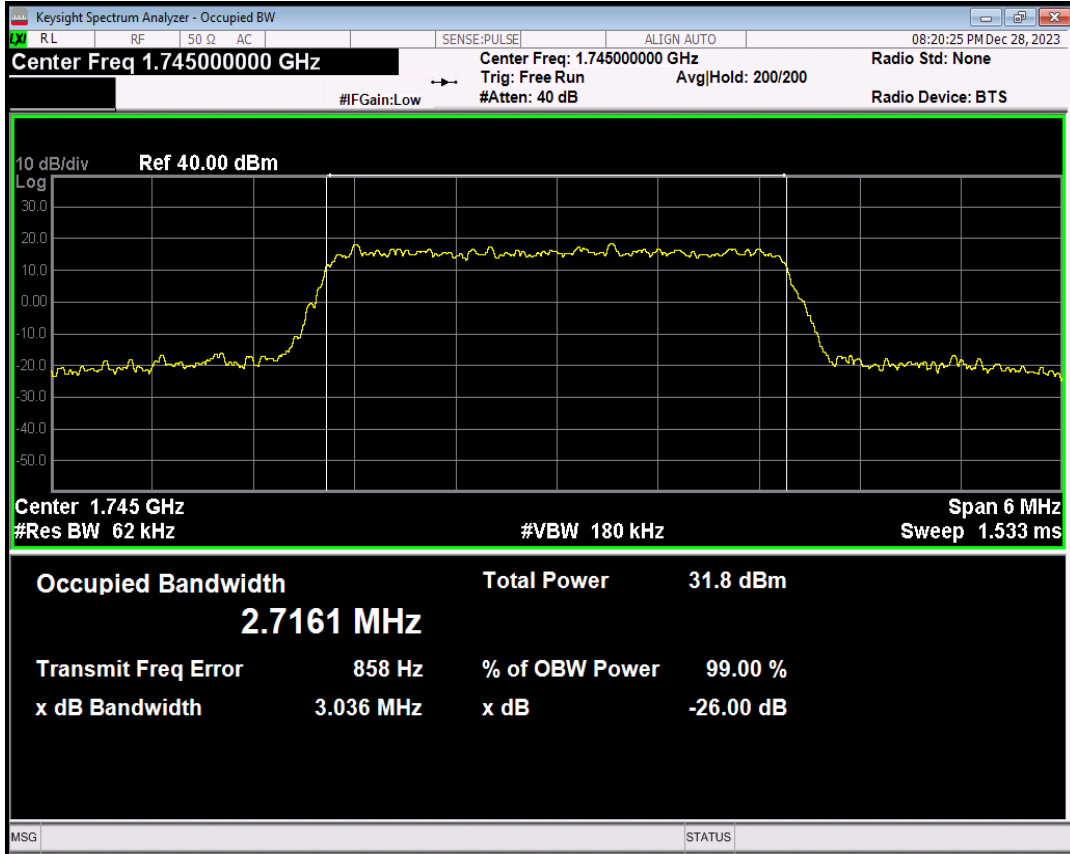 Keysight Spectrum Analyzer - Occupied BW
LXI RL RF 50 Ω AC SENSE:PULSE ALIGN AUTO 08:20:25 PM Dec 28, 2023
Center Freq 1.745000000 GHz Center Freq: 1.745000000 GHz Radio Std: None
Trig: Free Run Avg|Hold: 200/200
#IFGain:Low #Atten: 40 dB Radio Device: BTS
10 dB/div Ref 40.00 dBm
Log
30.0
20.0
10.0
0.00
-10.0
-20.0
-30.0
-40.0
-50.0
Center 1.745 GHz Span 6 MHz
#Res BW 62 kHz #VBW 180 kHz Sweep 1.533 ms
Occupied Bandwidth Total Power 31.8 dBm
2.7161 MHz
Transmit Freq Error 858 Hz % of OBW Power 99.00 %
x dB Bandwidth 3.036 MHz x dB -26.00 dB
MSG STATUS